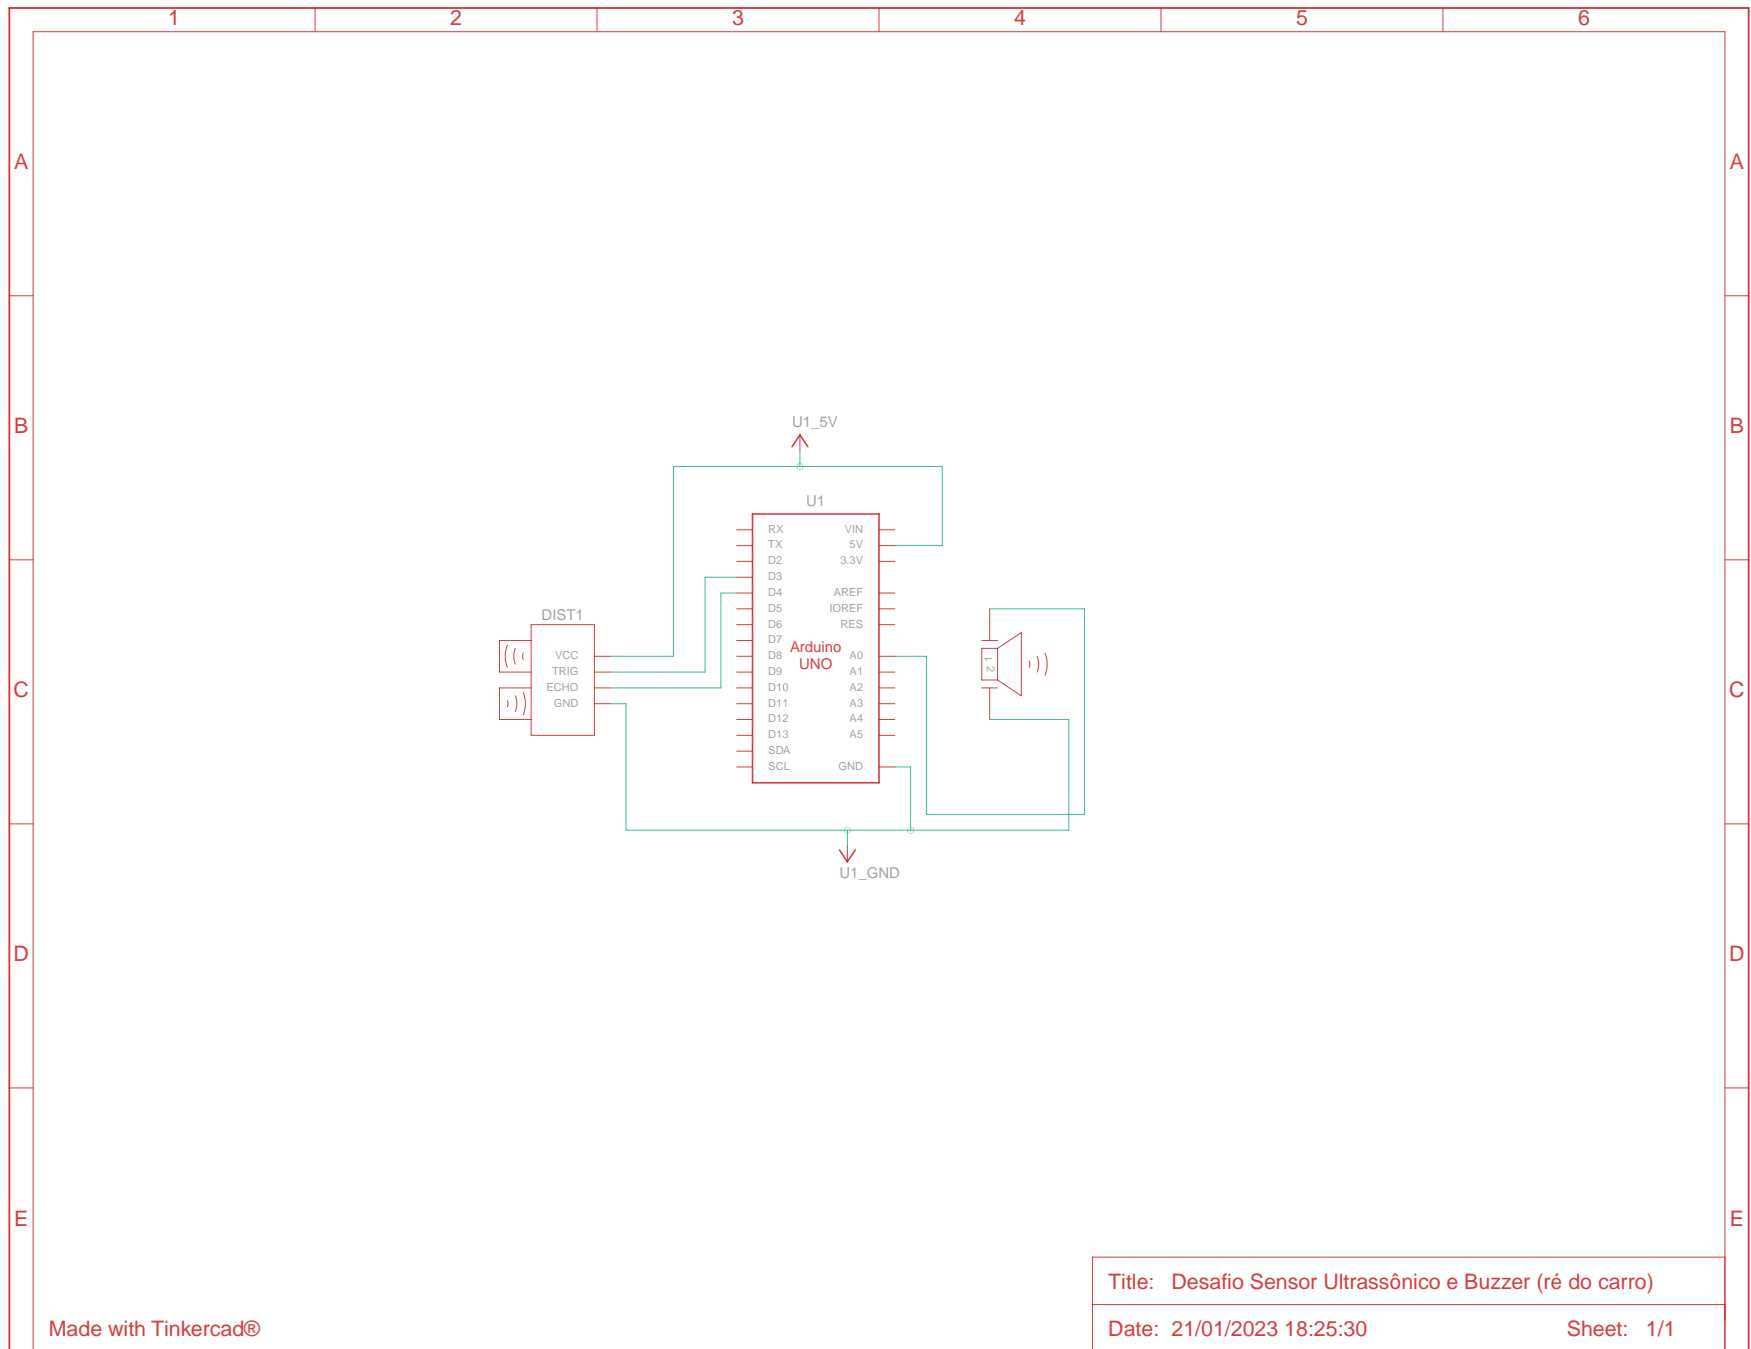 1 2 3 4 5 6
A A
B B
U1_5V
U1
RX VIN
TX 5V
D2 3.3V
D3
D4 AREF
D5 IOREF
D6 RES
D7
Arduino
UNO
D8 A0
D9 A1
D10 A2
D11 A3
D12 A4
D13 A5
SDA
SCL GND
DIST1
VCC
TRIG
ECHO
GND
1 2
C C
U1_GND
D D
E E
Title: Desafio Sensor Ultrassônico e Buzzer (ré do carro)
Made with Tinkercad®
Date: 21/01/2023 18:25:30 Sheet: 1/1